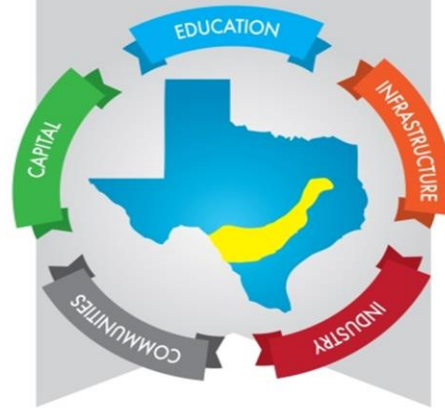 EDUCATION
INFRASTRUCTURE
INDUSTRY
COMMUNITIES
CAPITAL